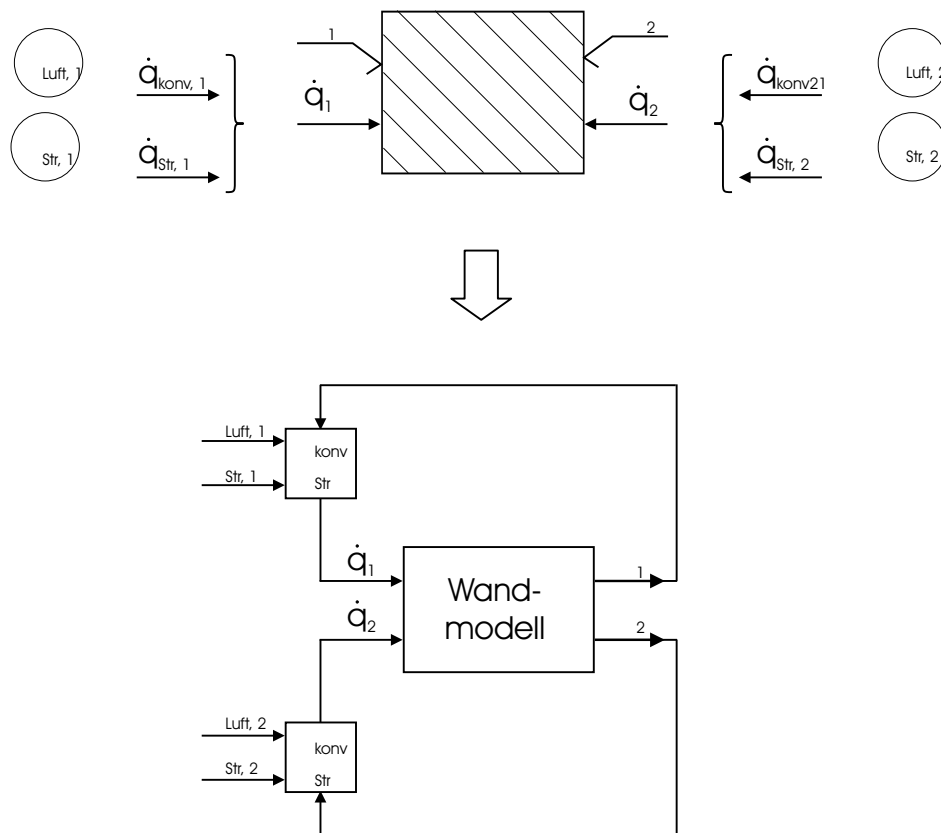 1
2
Luft, 1
q̇konv, 1
q̇1
q̇2
q̇konv21
Luft, 2
Str, 1
q̇Str, 1
q̇Str, 2
Str, 2
Luft, 1
konv
Str, 1
Str
q̇1
Wand-
modell
1
q̇2
2
Luft, 2
konv
Str, 2
Str